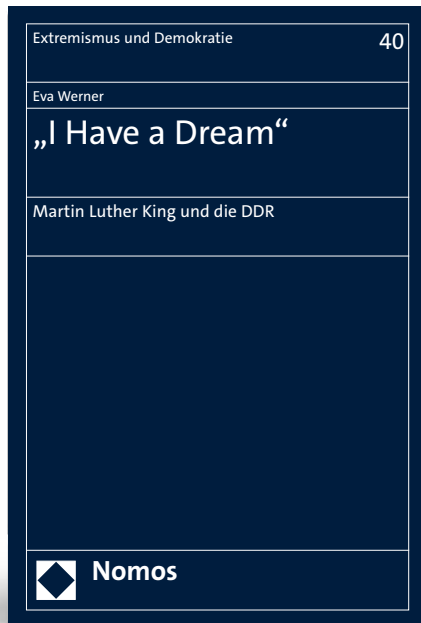 Extremismus und Demokratie 40
Eva Werner
„I Have a Dream“
Martin Luther King und die DDR
Nomos